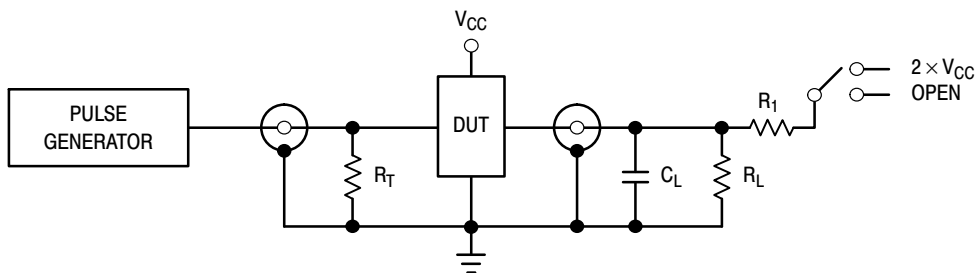 V_CC
2 × V_CC
OPEN
R_1
PULSE
GENERATOR
DUT
R_T
C_L
R_L